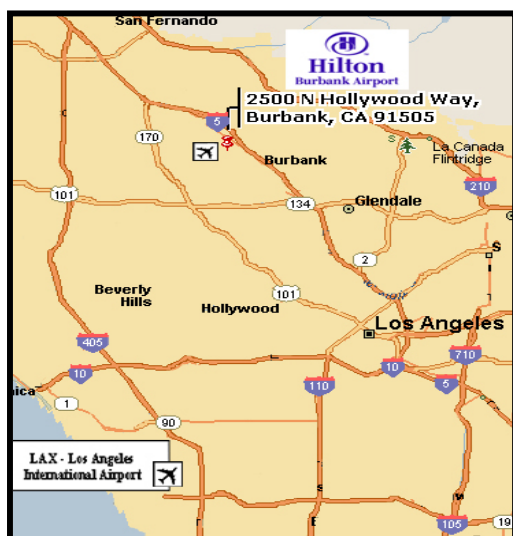 San Fernando
Hilton
Burbank Airport
2500 N Hollywood Way,
Burbank, CA 91505
5
170
S
La Canada
Flintridge
Burbank
210
101
134
Glendale
2
S
Beverly
Hills
Hollywood
101
Los Angeles
405
710
10
110
10
5
ica
1
90
LAX - Los Angeles
International Airport
105
19